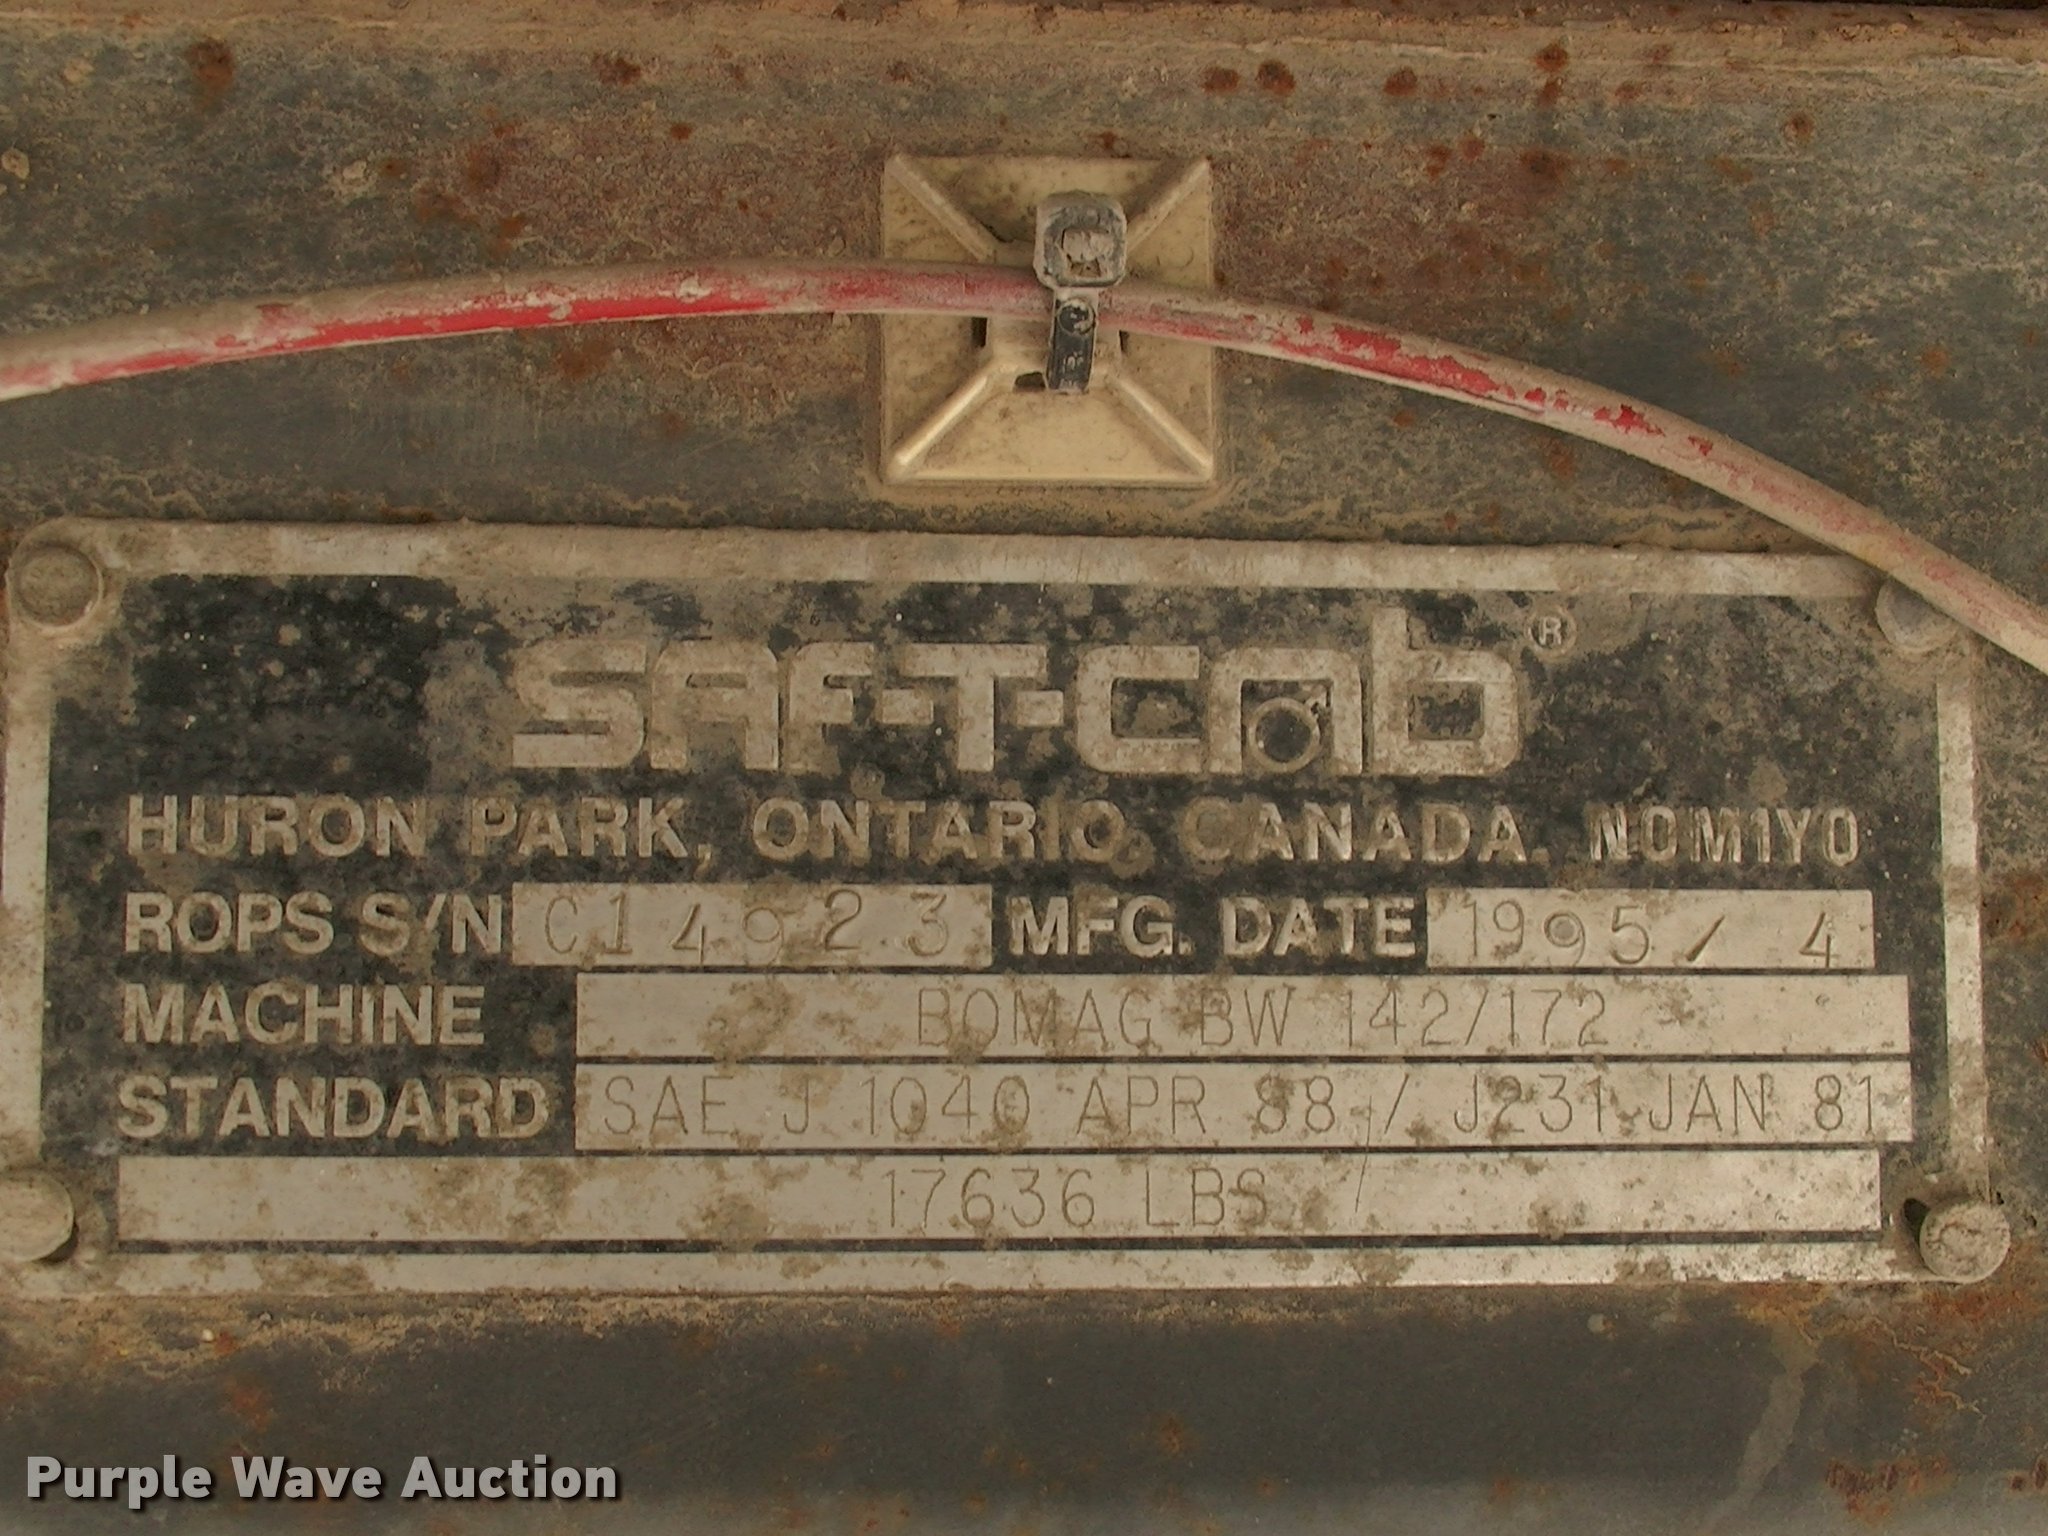 SAF-T-CAB ®
HURON PARK, ONTARIO, CANADA. N0M1Y0
ROPS S/N C14923 MFG. DATE 1995/ 4
MACHINE BOMAG BW 142/172
STANDARD SAE J 1040 APR 88 / J231 JAN 81
17636 LBS /
Purple Wave Auction